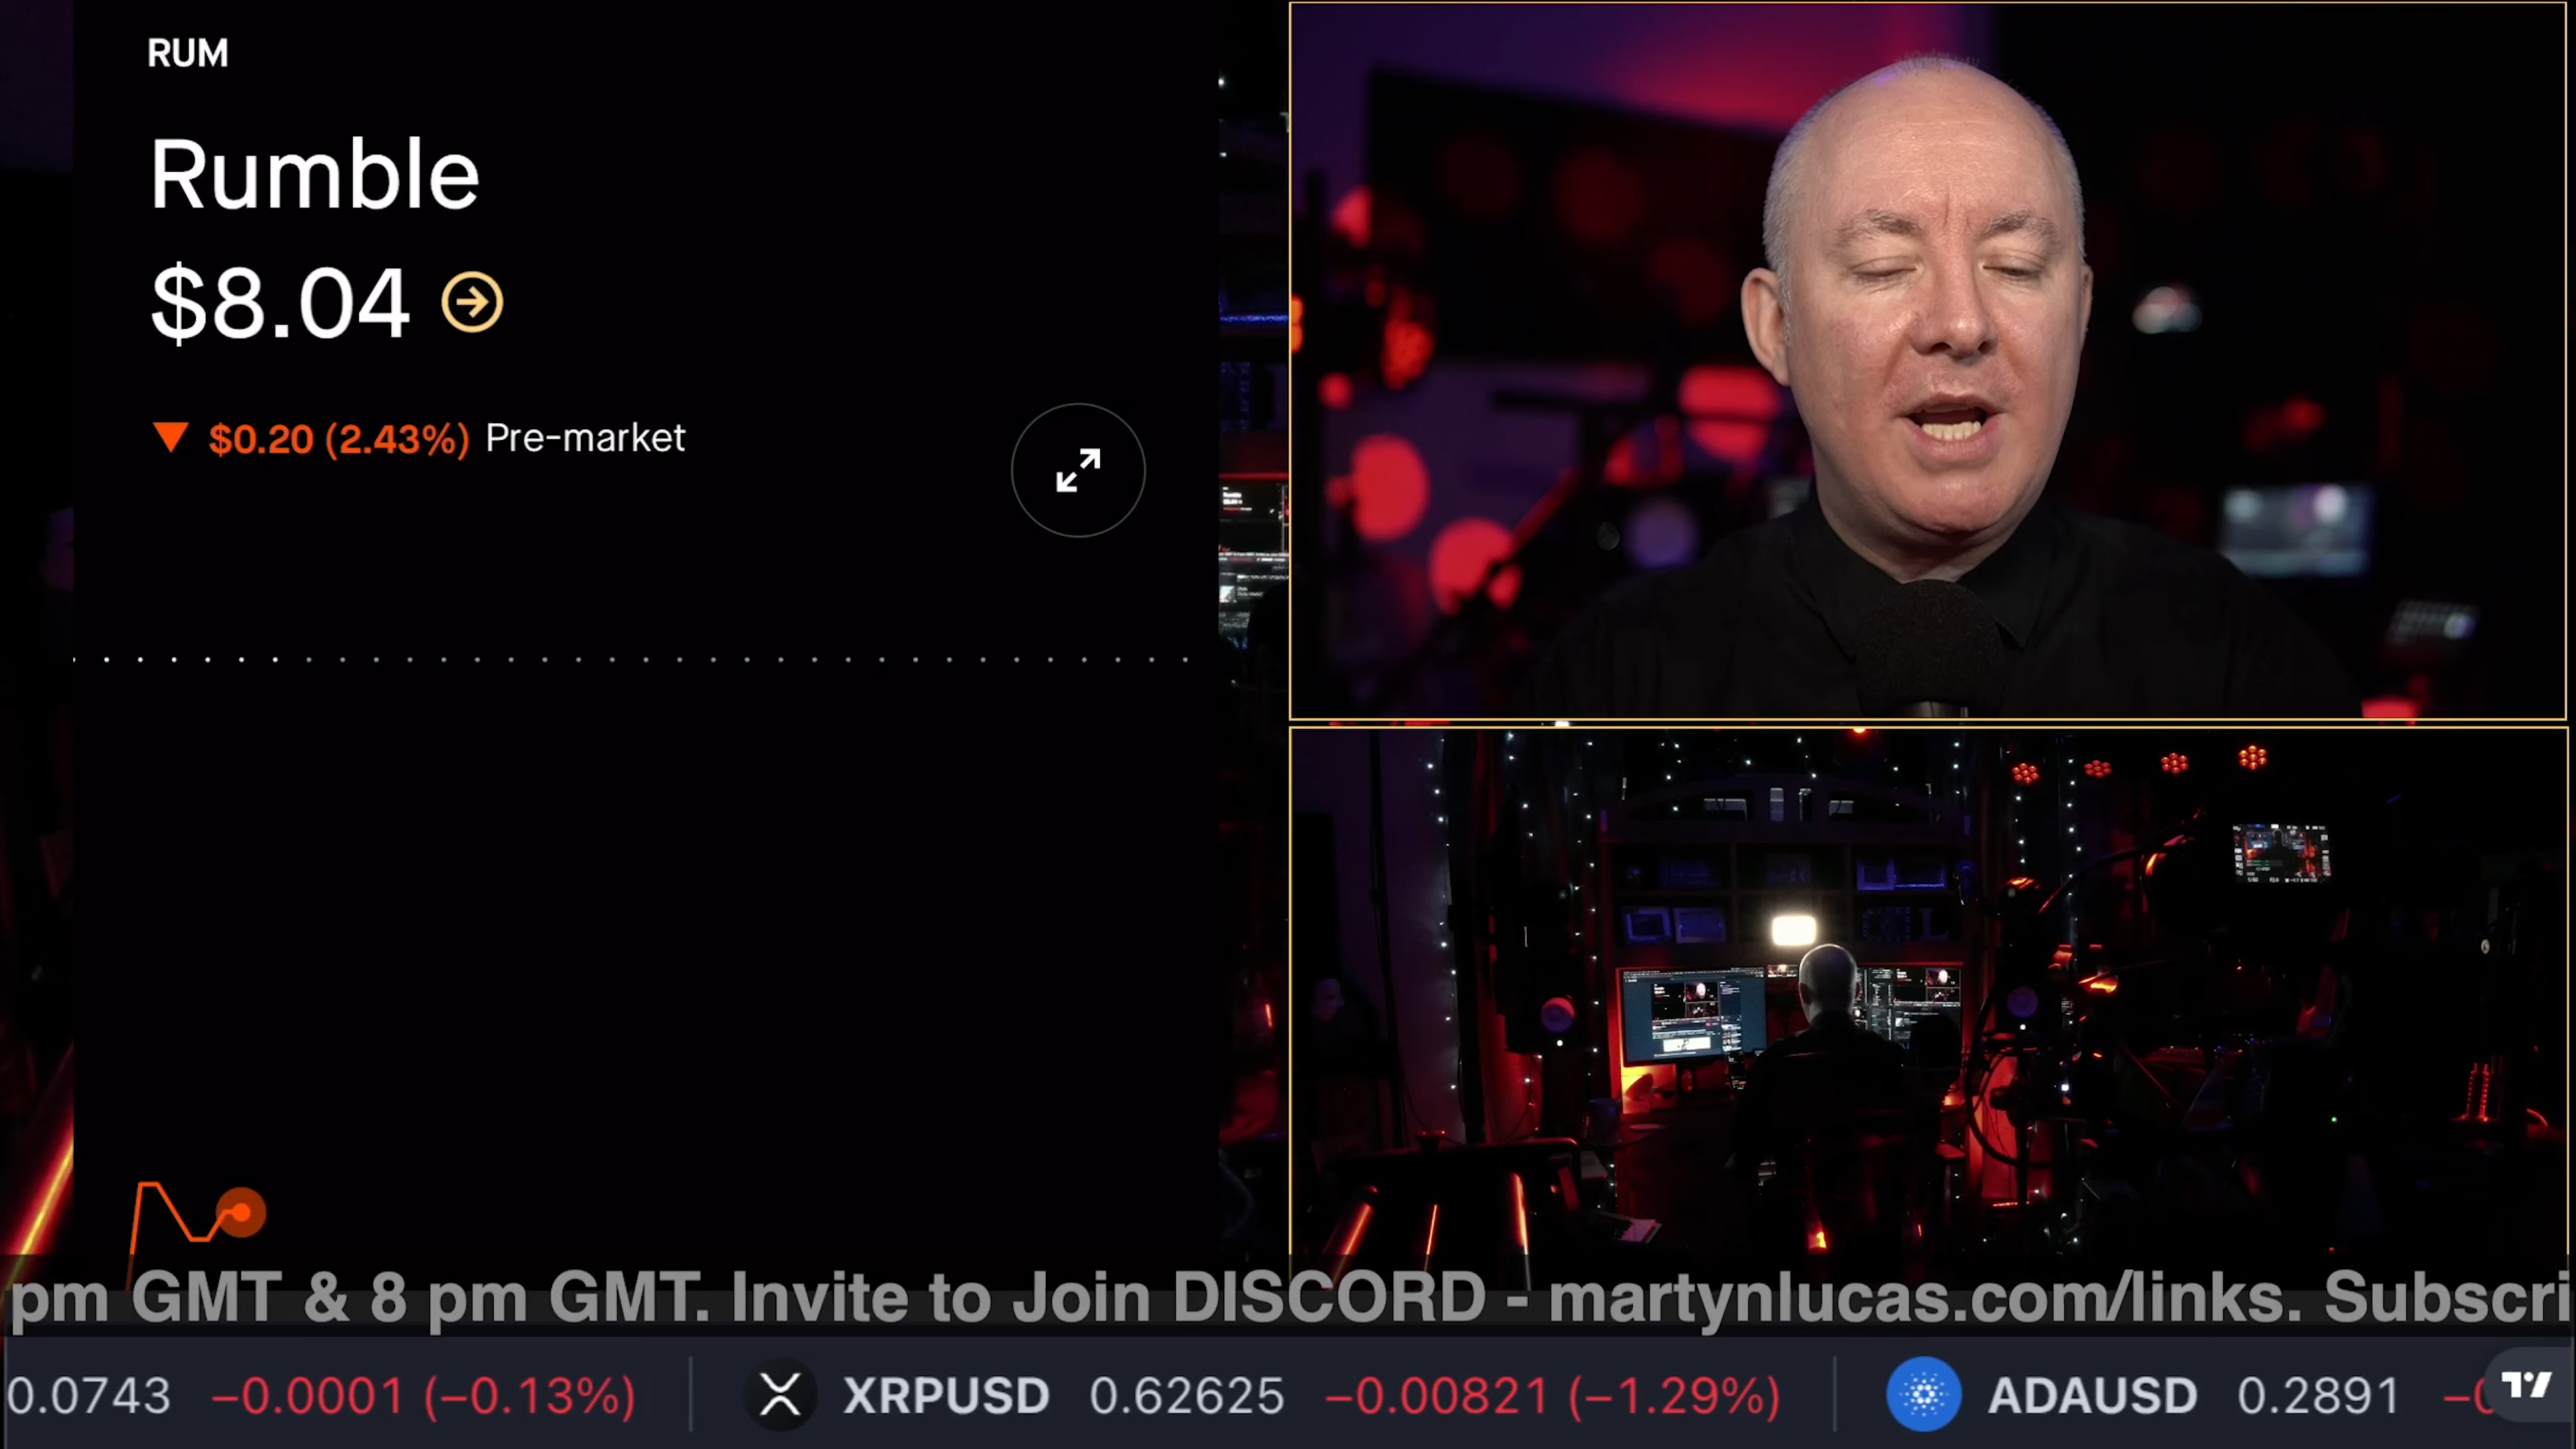 RUM
Rumble
$8.04
$0.20 (2.43%) Pre-market
pm GMT & 8 pm GMT. Invite to Join DISCORD - martynlucas.com/links. Subscri
0.0743 −0.0001 (−0.13%) XRPUSD 0.62625 −0.00821 (−1.29%) ADAUSD 0.2891